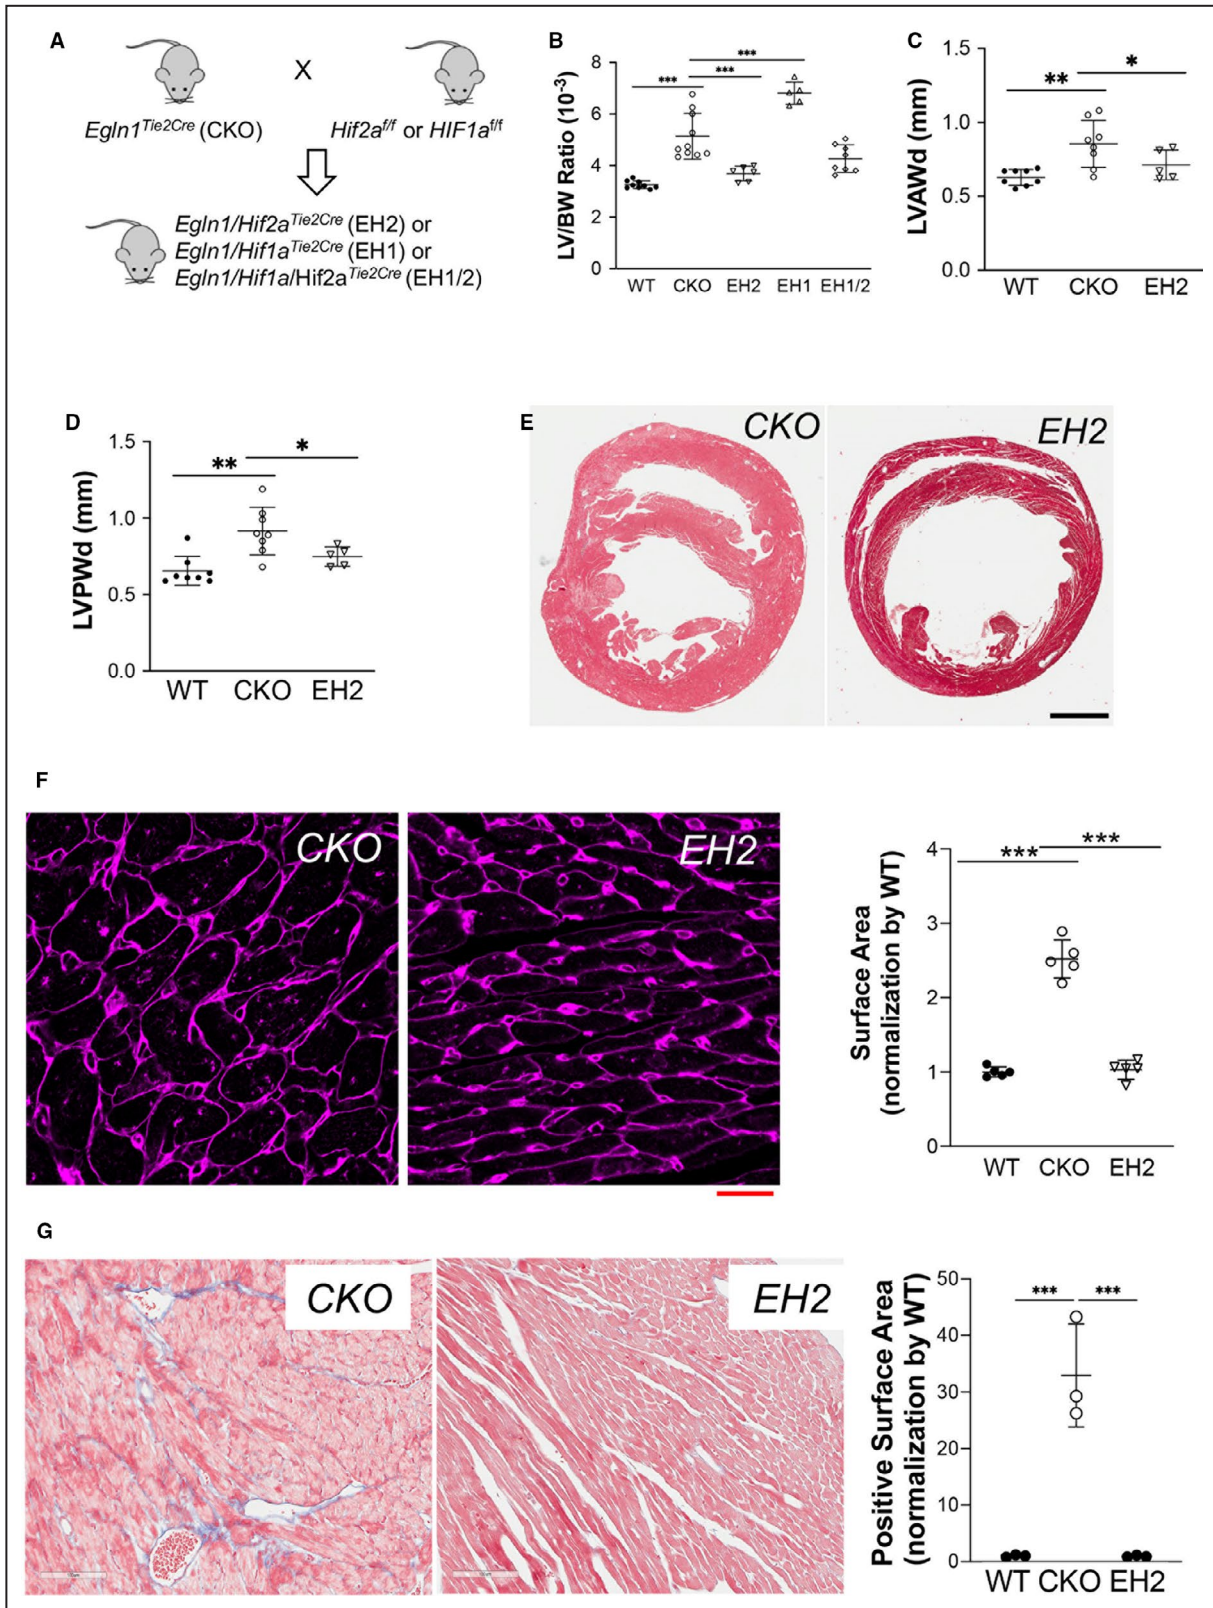 A
X
Egln1Tie2Cre (CKO)
Hif2af/f or HIF1af/f
Egln1/Hif2aTie2Cre (EH2) or
Egln1/Hif1aTie2Cre (EH1) or
Egln1/Hif1a/Hif2aTie2Cre (EH1/2)
B
LV/BW Ratio (10-3)
8
6
4
2
0
***
***
***
WT CKO EH2 EH1 EH1/2
C
LVAWd (mm)
1.5
1.0
0.5
0.0
**
*
WT CKO EH2
D
LVPWd (mm)
1.5
1.0
0.5
0.0
**
*
WT CKO EH2
E
CKO
EH2
F
CKO
EH2
Surface Area
(normalization by WT)
4
3
2
1
0
***
***
WT CKO EH2
G
CKO
EH2
Positive Surface Area
(normalization by WT)
50
40
30
20
10
0
***
***
WT CKO EH2